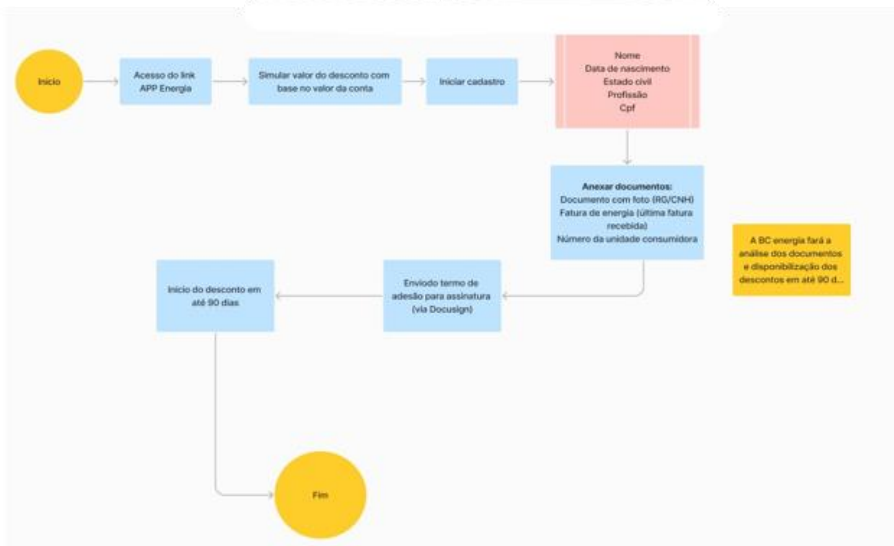 Início
Acesso do link
APP Energia
Simular valor do desconto com
base no valor da conta
Iniciar cadastro
Nome
Data de nascimento
Estado civil
Profissão
Cpf
Anexar documentos:
Documento com foto (RG/CNH)
Fatura de energia (última fatura
recebida)
Número da unidade consumidora
A BC energia fará a
análise dos documentos
e disponibilização dos
descontos em até 90 d...
Enviodo termo de
adesão para assinatura
(via Docusign)
Início do desconto em
até 90 dias
Fim